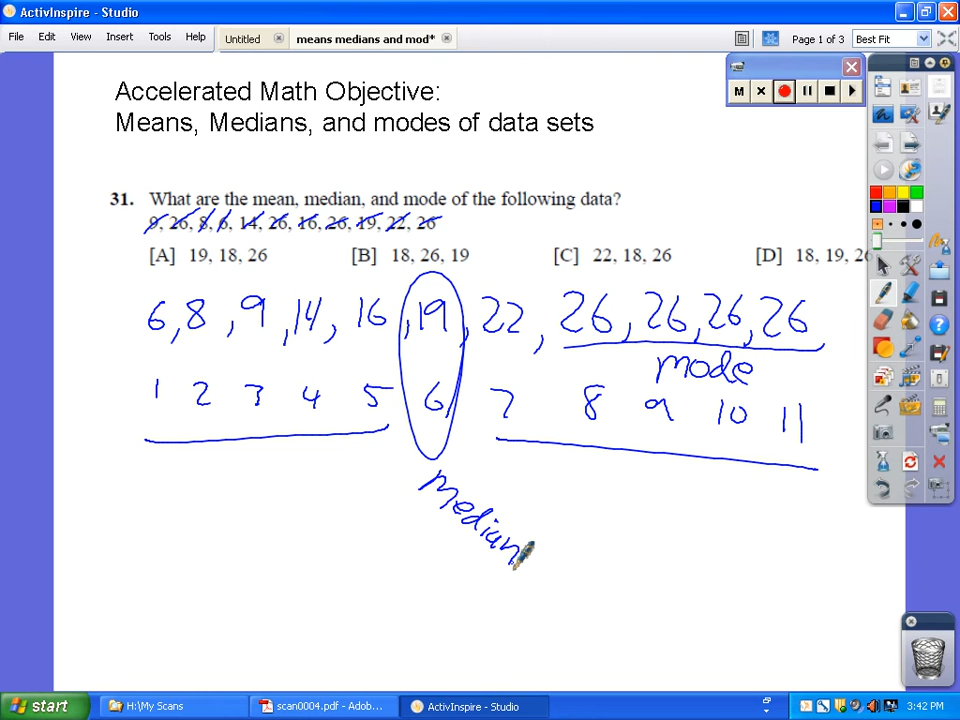 ActivInspire - Studio
File Edit View Insert Tools Help Untitled means medians and mod* Page 1 of 3 Best Fit
M
Accelerated Math Objective:
Means, Medians, and modes of data sets
31. What are the mean, median, and mode of the following data?
9, 26, 8, 6, 14, 26, 16, 26, 19, 22, 26
[A] 19, 18, 26 [B] 18, 26, 19 [C] 22, 18, 26 [D] 18, 19, 26
6, 8, 9, 14, 16, 19, 22, 26, 26, 26, 26
mode
1 2 3 4 5 6 7 8 9 10 11
median
start H:\My Scans scan0004.pdf - Adob... ActivInspire - Studio 3:42 PM